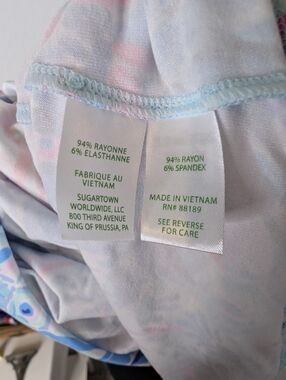 94% RAYONNE
6% ELASTHANNE
FABRIQUE AU
VIETNAM
SUGARTOWN
WORLDWIDE, LLC
800 THIRD AVENUE
KING OF PRUSSIA, PA
94% RAYON
6% SPANDEX
MADE IN VIETNAM
RN# 88189
SEE REVERSE
FOR CARE